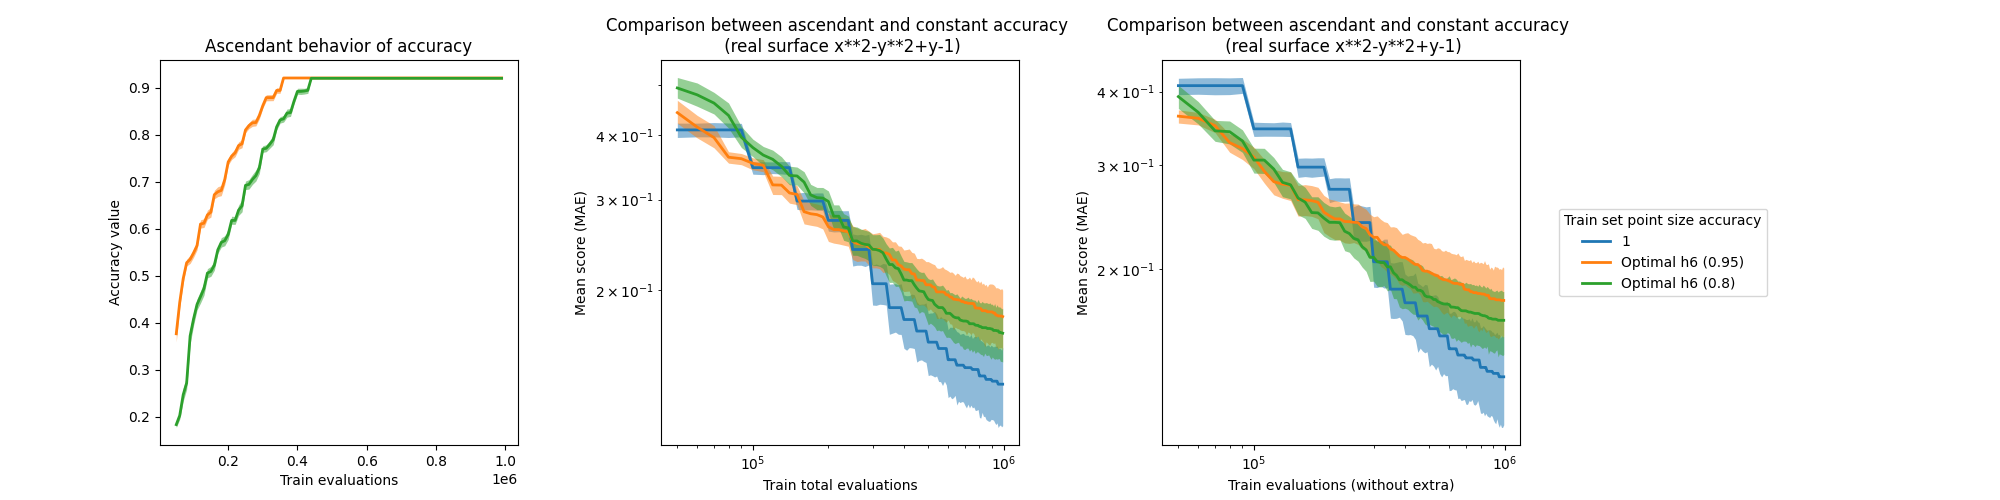 Ascendant behavior of accuracy
Accuracy value
0.9
0.8
0.7
0.6
0.5
0.4
0.3
0.2
0.2 0.4 0.6 0.8 1.0
1e6
Train evaluations
Comparison between ascendant and constant accuracy
(real surface x**2-y**2+y-1)
Mean score (MAE)
4 × 10⁻¹
3 × 10⁻¹
2 × 10⁻¹
10⁵ 10⁶
Train total evaluations
Comparison between ascendant and constant accuracy
(real surface x**2-y**2+y-1)
Mean score (MAE)
4 × 10⁻¹
3 × 10⁻¹
2 × 10⁻¹
10⁵ 10⁶
Train evaluations (without extra)
Train set point size accuracy
1
Optimal h6 (0.95)
Optimal h6 (0.8)